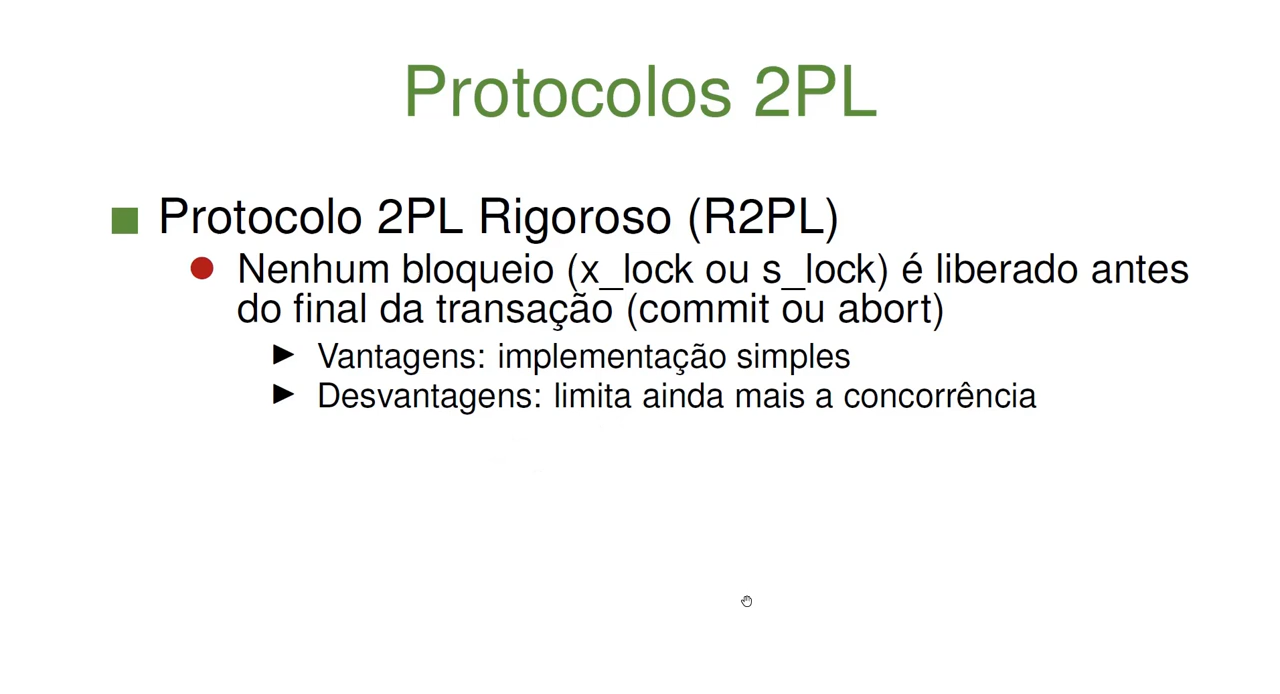 Protocolos 2PL
Protocolo 2PL Rigoroso (R2PL)
Nenhum bloqueio (x_lock ou s_lock) é liberado antes
do final da transação (commit ou abort)
Vantagens: implementação simples
Desvantagens: limita ainda mais a concorrência